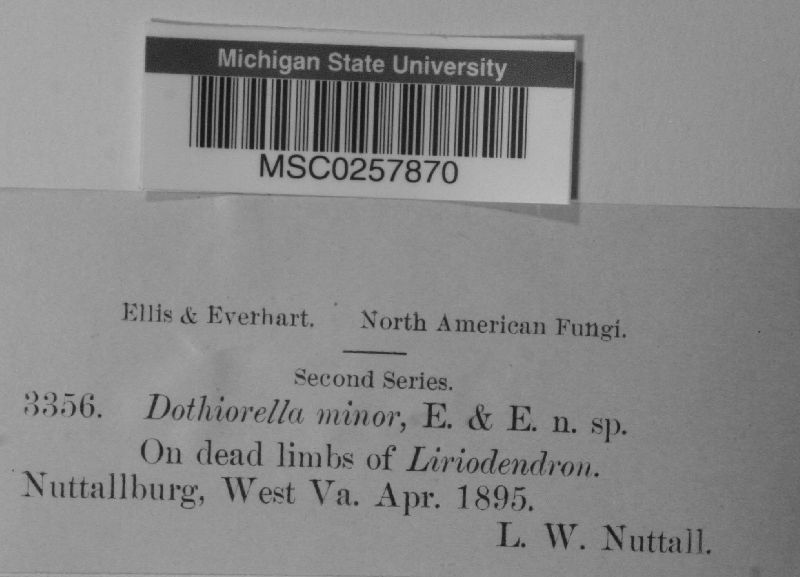 Michigan State University
MSC0257870
Ellis & Everhart. North American Fungi.
Second Series.
3356. Dothiorella minor, E. & E. n. sp.
On dead limbs of Liriodendron.
Nuttallburg, West Va. Apr. 1895.
L. W. Nuttall.